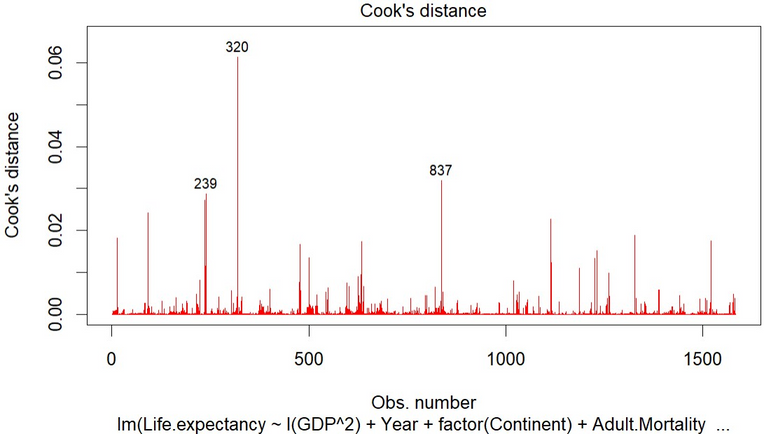 Cook's distance
0.06
0.04
0.02
0.00
Cook's distance
320
239
837
0
500
1000
1500
Obs. number
lm(Life.expectancy ~ I(GDP^2) + Year + factor(Continent) + Adult.Mortality ...